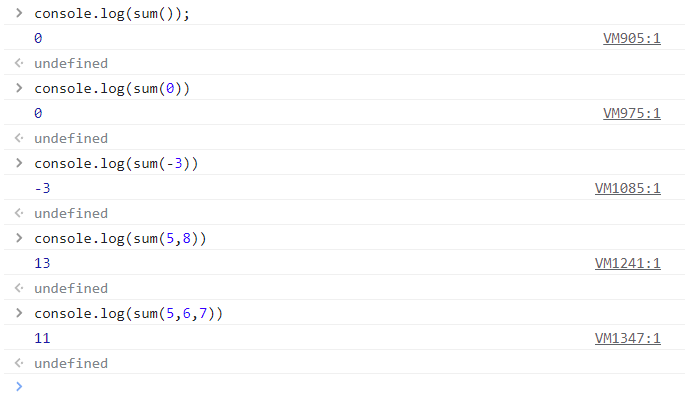 > console.log(sum());
0 VM905:1
<· undefined
> console.log(sum(0))
0 VM975:1
<· undefined
> console.log(sum(-3))
-3 VM1085:1
<· undefined
> console.log(sum(5,8))
13 VM1241:1
<· undefined
> console.log(sum(5,6,7))
11 VM1347:1
<· undefined
>